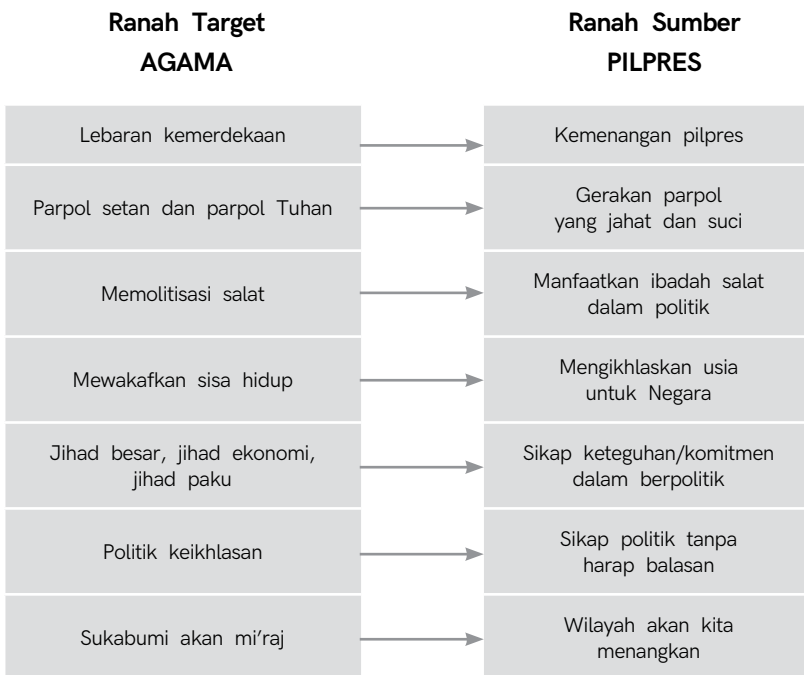 Ranah Target
AGAMA
Ranah Sumber
PILPRES
Lebaran kemerdekaan
Kemenangan pilpres
Parpol setan dan parpol Tuhan
Gerakan parpol
yang jahat dan suci
Memolitisasi salat
Manfaatkan ibadah salat
dalam politik
Mewakafkan sisa hidup
Mengikhlaskan usia
untuk Negara
Jihad besar, jihad ekonomi,
jihad paku
Sikap keteguhan/komitmen
dalam berpolitik
Politik keikhlasan
Sikap politik tanpa
harap balasan
Sukabumi akan mi’raj
Wilayah akan kita
menangkan